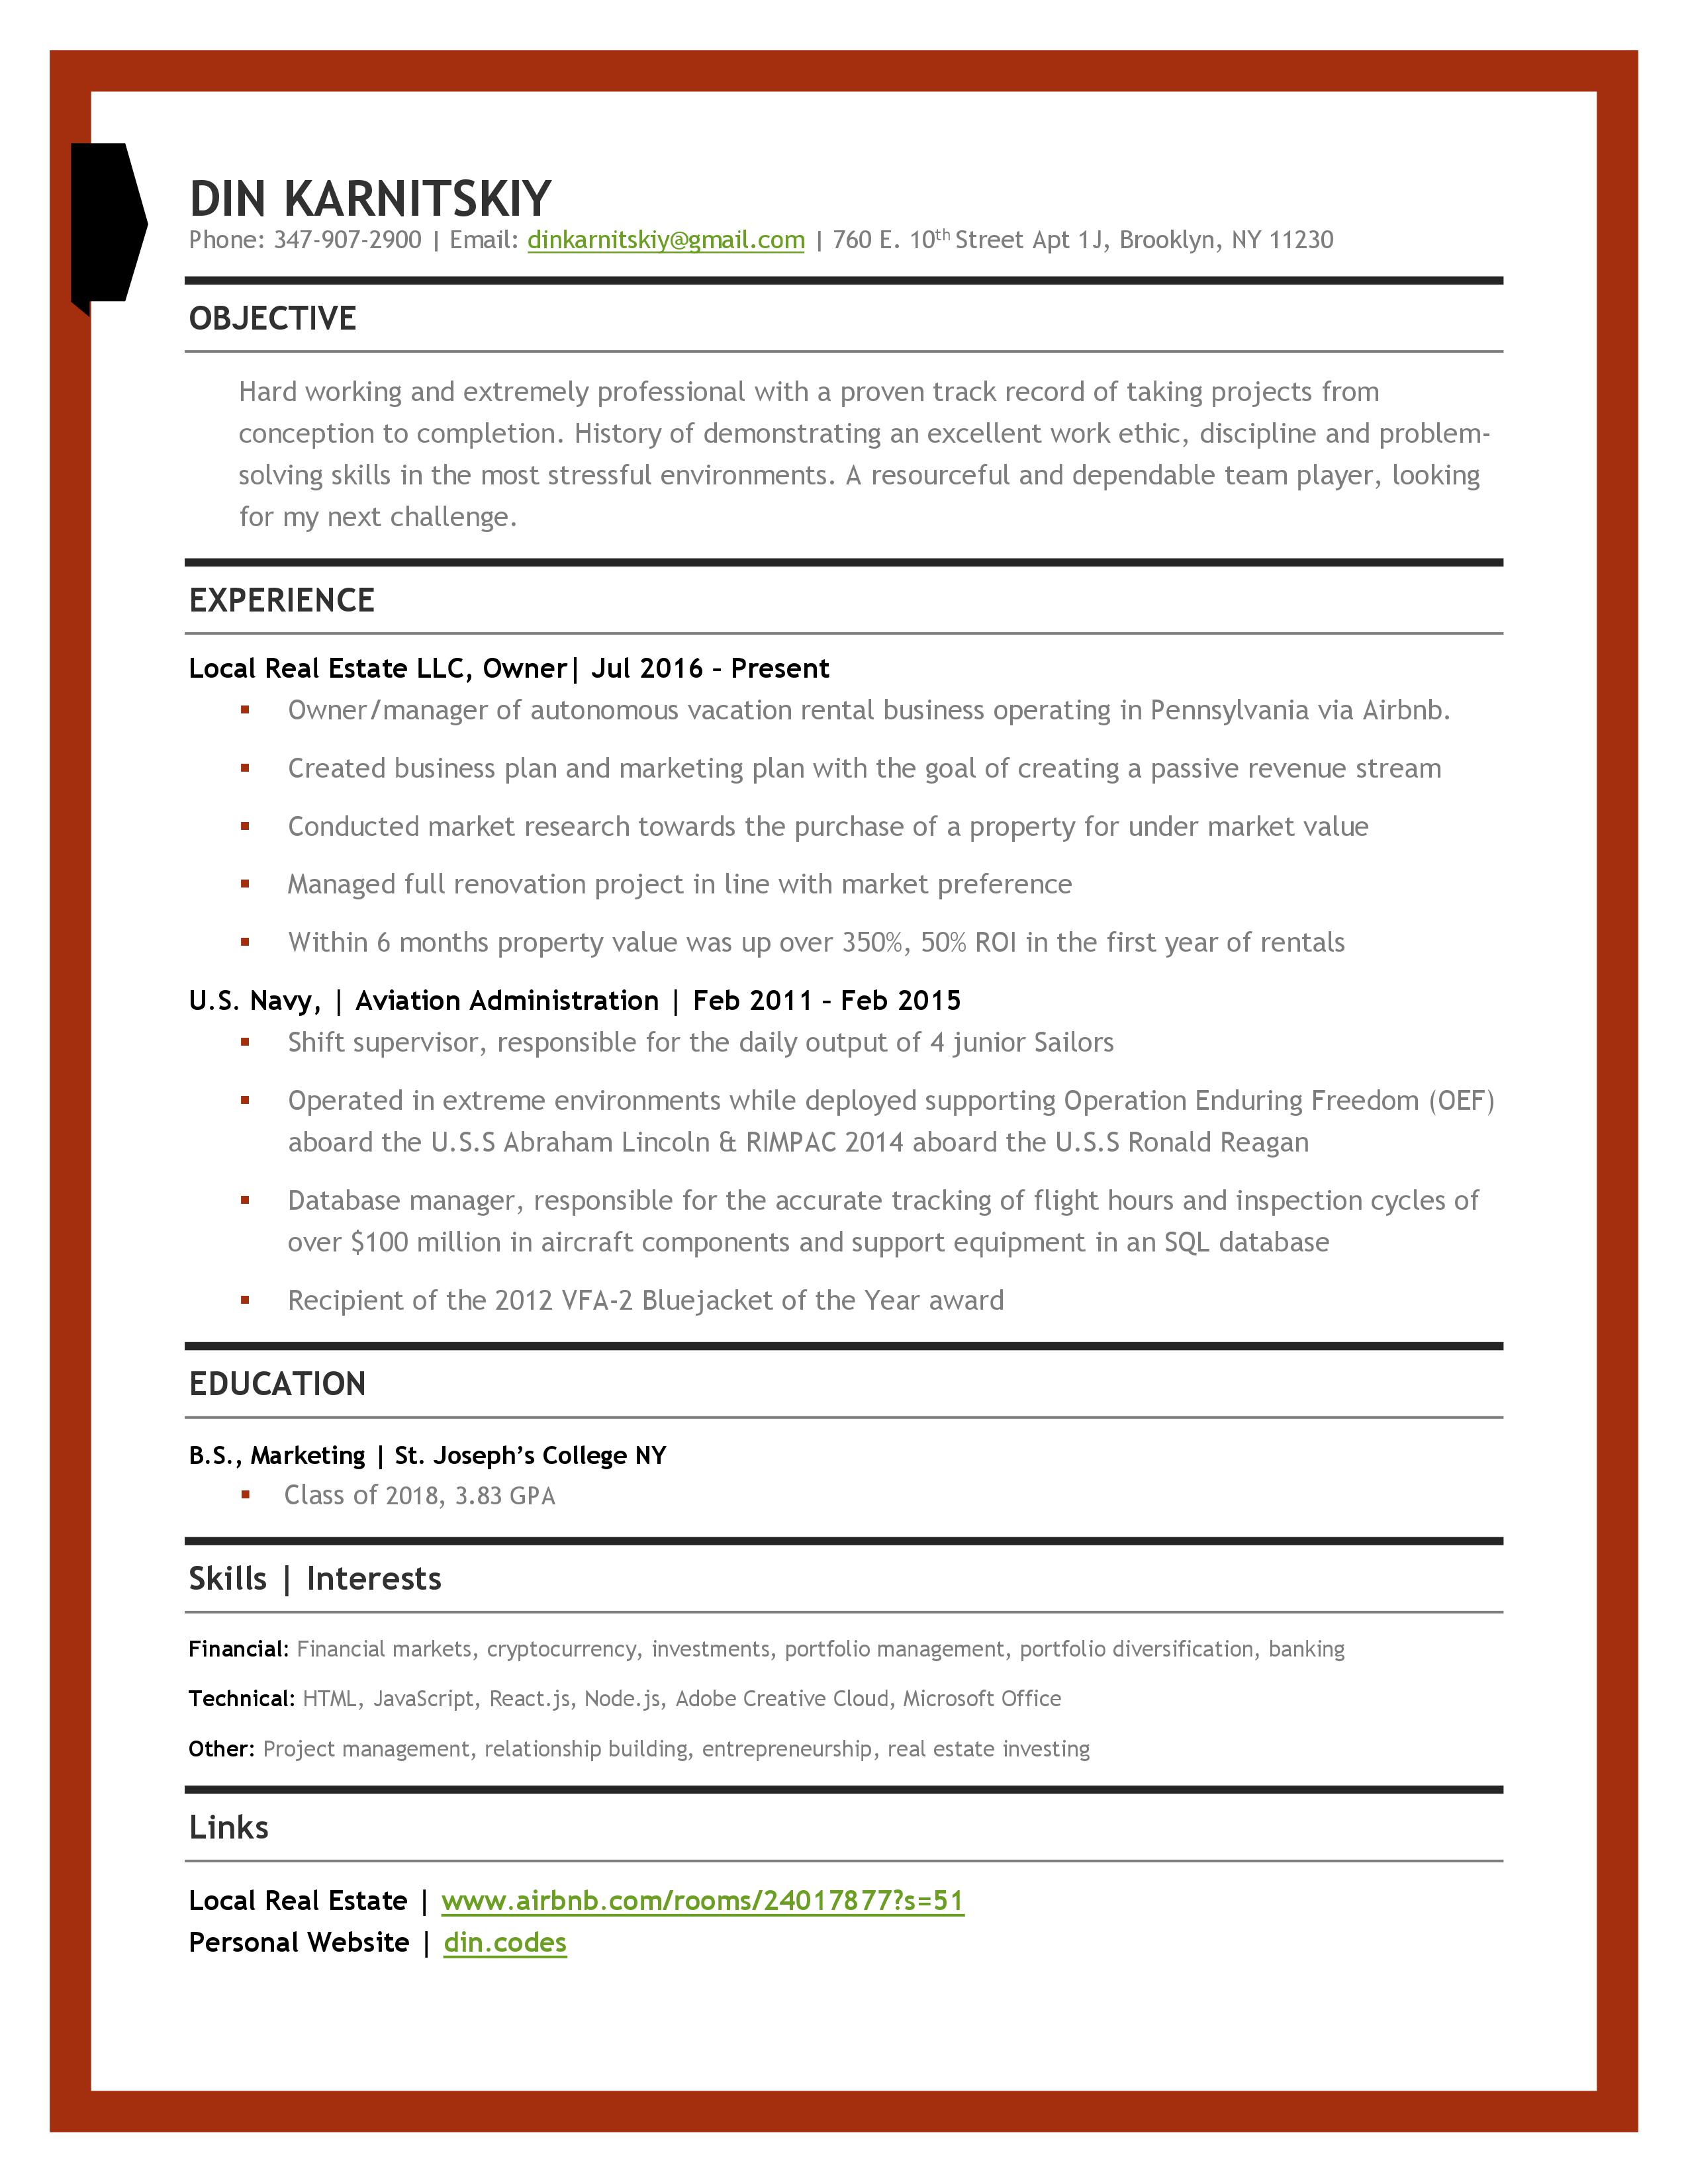 DIN KARNITSKIY
Phone: 347-907-2900 | Email: dinkarnitskiy@gmail.com | 760 E. 10th Street Apt 1J, Brooklyn, NY 11230
OBJECTIVE
Hard working and extremely professional with a proven track record of taking projects from
conception to completion. History of demonstrating an excellent work ethic, discipline and problem-
solving skills in the most stressful environments. A resourceful and dependable team player, looking
for my next challenge.
EXPERIENCE
Local Real Estate LLC, Owner| Jul 2016 – Present
▪ Owner/manager of autonomous vacation rental business operating in Pennsylvania via Airbnb.
▪ Created business plan and marketing plan with the goal of creating a passive revenue stream
▪ Conducted market research towards the purchase of a property for under market value
▪ Managed full renovation project in line with market preference
▪ Within 6 months property value was up over 350%, 50% ROI in the first year of rentals
U.S. Navy, | Aviation Administration | Feb 2011 – Feb 2015
▪ Shift supervisor, responsible for the daily output of 4 junior Sailors
▪ Operated in extreme environments while deployed supporting Operation Enduring Freedom (OEF)
aboard the U.S.S Abraham Lincoln & RIMPAC 2014 aboard the U.S.S Ronald Reagan
▪ Database manager, responsible for the accurate tracking of flight hours and inspection cycles of
over $100 million in aircraft components and support equipment in an SQL database
▪ Recipient of the 2012 VFA-2 Bluejacket of the Year award
EDUCATION
B.S., Marketing | St. Joseph’s College NY
▪ Class of 2018, 3.83 GPA
Skills | Interests
Financial: Financial markets, cryptocurrency, investments, portfolio management, portfolio diversification, banking
Technical: HTML, JavaScript, React.js, Node.js, Adobe Creative Cloud, Microsoft Office
Other: Project management, relationship building, entrepreneurship, real estate investing
Links
Local Real Estate | www.airbnb.com/rooms/24017877?s=51
Personal Website | din.codes